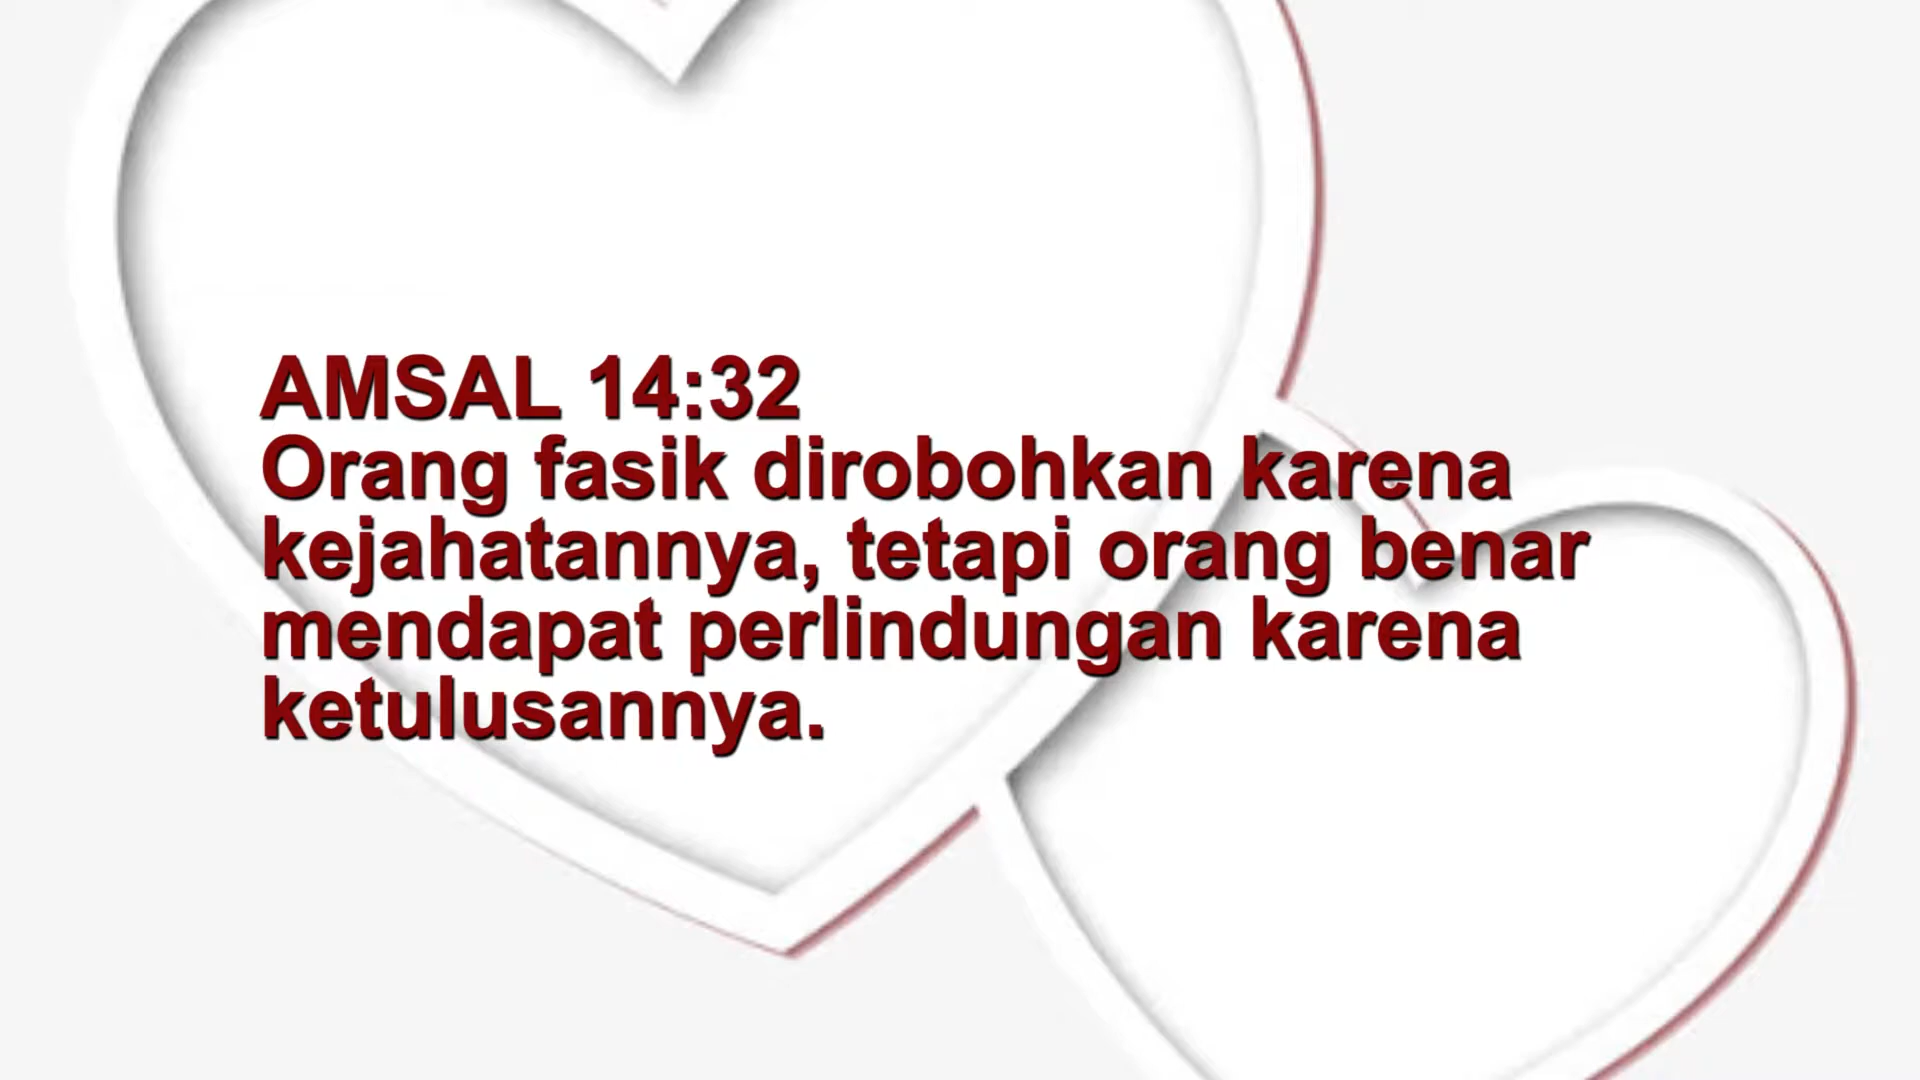 AMSAL 14:32
Orang fasik dirobohkan karena
kejahatannya, tetapi orang benar
mendapat perlindungan karena
ketulusannya.